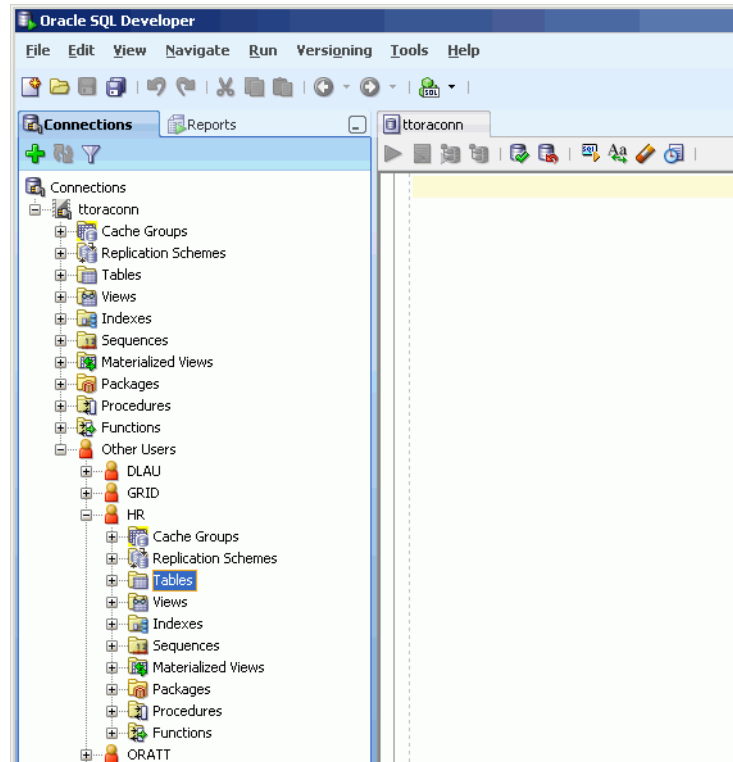 Oracle SQL Developer
File Edit View Navigate Run Versioning Tools Help
SQL
Connections Reports ttoraconn
Connections
ttoraconn
Cache Groups
Replication Schemes
Tables
Views
Indexes
Sequences
Materialized Views
Packages
Procedures
Functions
Other Users
DLAU
GRID
HR
Cache Groups
Replication Schemes
Tables
Views
Indexes
Sequences
Materialized Views
Packages
Procedures
Functions
ORATT